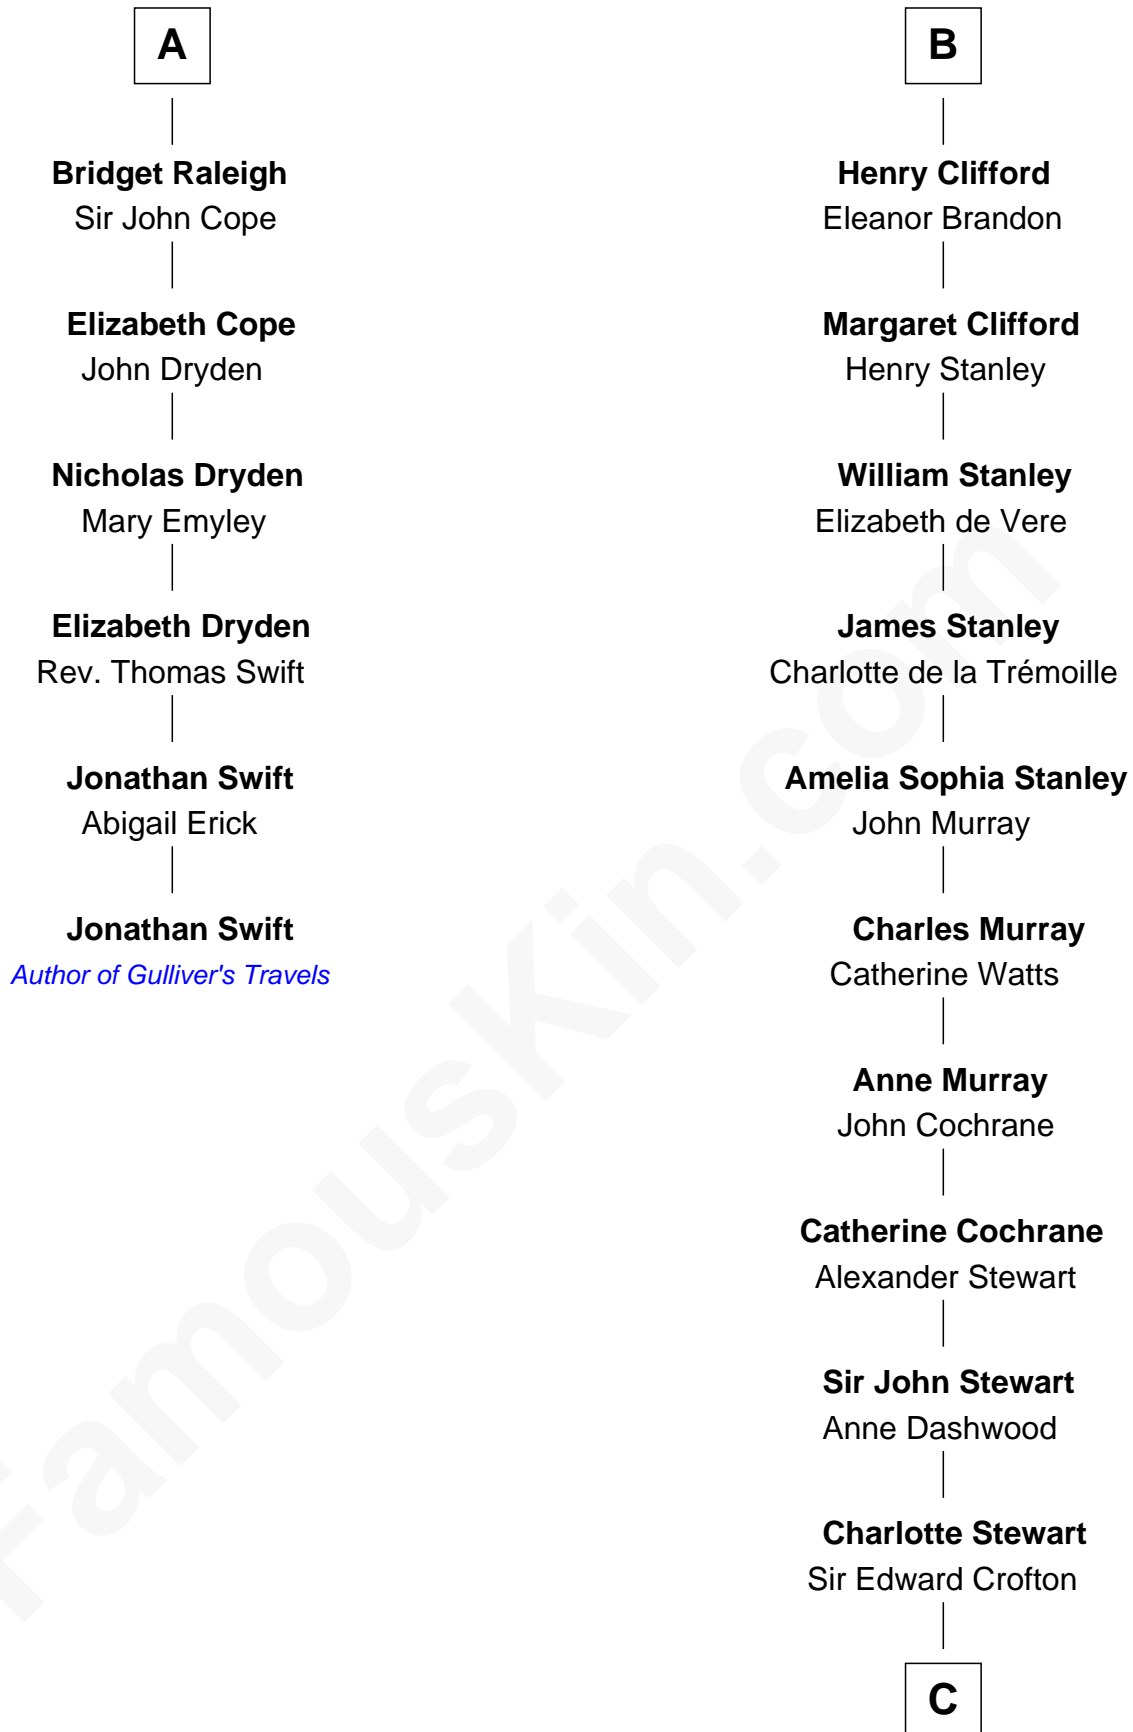 A
Bridget Raleigh
Sir John Cope
Elizabeth Cope
John Dryden
Nicholas Dryden
Mary Emyley
Elizabeth Dryden
Rev. Thomas Swift
Jonathan Swift
Abigail Erick
Jonathan Swift
Author of Gulliver's Travels
B
Henry Clifford
Eleanor Brandon
Margaret Clifford
Henry Stanley
William Stanley
Elizabeth de Vere
James Stanley
Charlotte de la Trémoille
Amelia Sophia Stanley
John Murray
Charles Murray
Catherine Watts
Anne Murray
John Cochrane
Catherine Cochrane
Alexander Stewart
Sir John Stewart
Anne Dashwood
Charlotte Stewart
Sir Edward Crofton
C
FamousKin.com